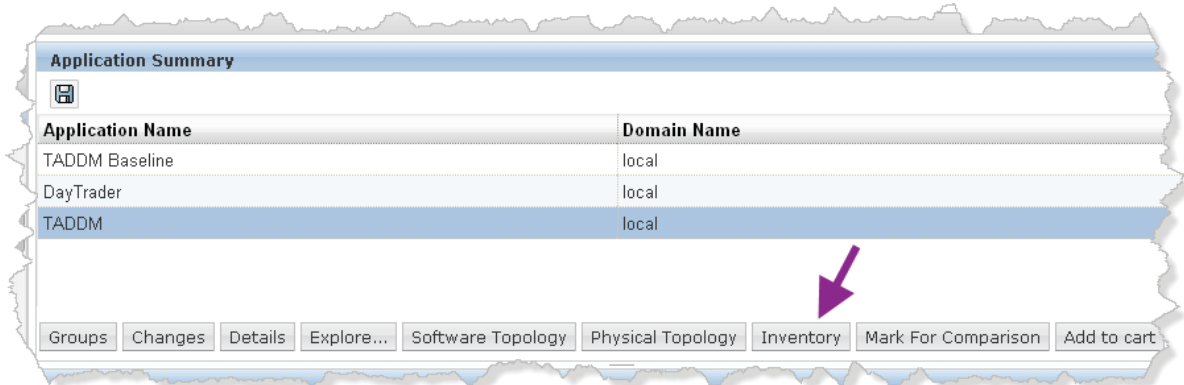 Application Summary
Application Name Domain Name
TADDM Baseline local
DayTrader local
TADDM local
Groups Changes Details Explore... Software Topology Physical Topology Inventory Mark For Comparison Add to cart